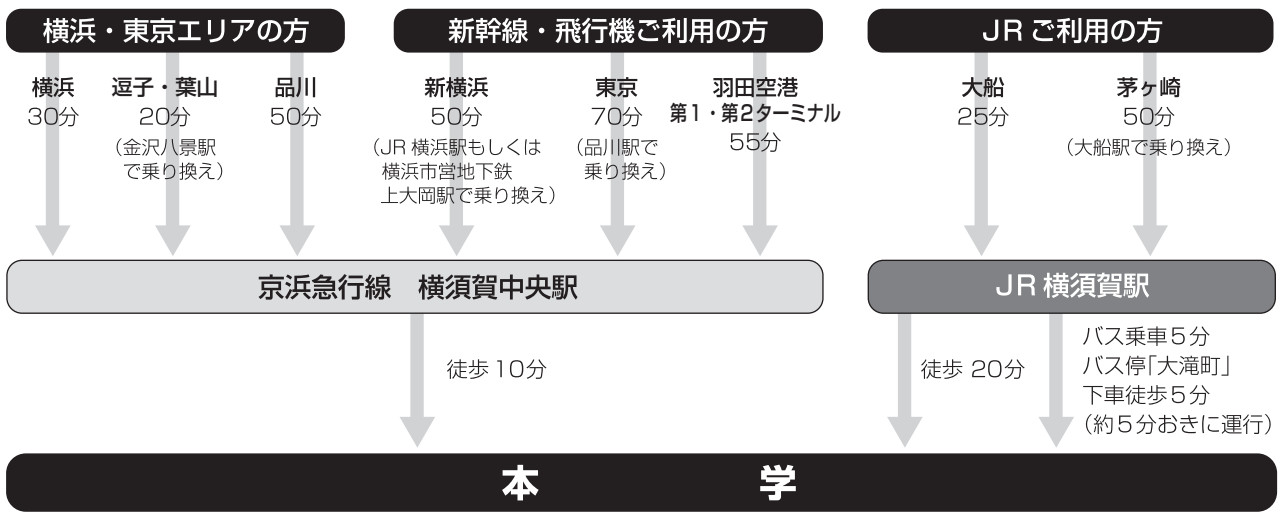 横浜・東京エリアの方
新幹線・飛行機ご利用の方
JRご利用の方
横浜
30分
逗子・葉山
20分
（金沢八景駅
で乗り換え）
品川
50分
新横浜
50分
（JR横浜駅もしくは
横浜市営地下鉄
上大岡駅で乗り換え）
東京
70分
（品川駅で
乗り換え）
羽田空港
第1・第2ターミナル
55分
大船
25分
茅ヶ崎
50分
（大船駅で乗り換え）
京浜急行線　横須賀中央駅
JR横須賀駅
徒歩10分
徒歩 20分
バス乗車5分
バス停「大滝町」
下車徒歩5分
（約5分おきに運行）
本　学